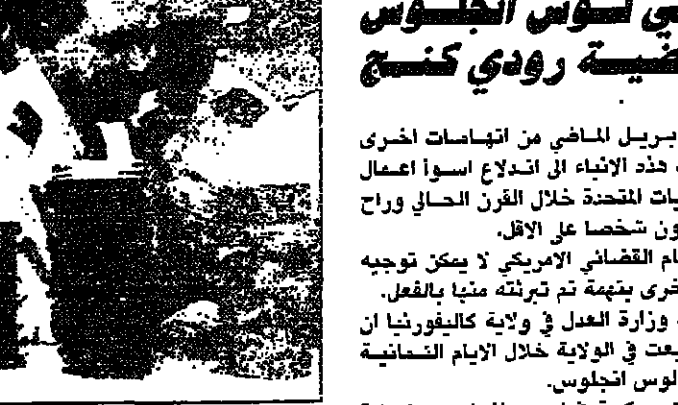 في لوس انجلوس
ضية رودي كنج
بريل الماضي من اتهامات اخرى
هذه الانباء الى اندلاع اسوأ اعمال
يات المتحدة خلال القرن الحالي وراح
ون شخصا على الاقل.
ام القضائي الامريكي لا يمكن توجيه
خرى بتهمة تم تبرئته منها بالفعل.
وزارة العدل في ولاية كاليفورنيا ان
يعت في الولاية خلال الايام الثمانية
لوس انجلوس.